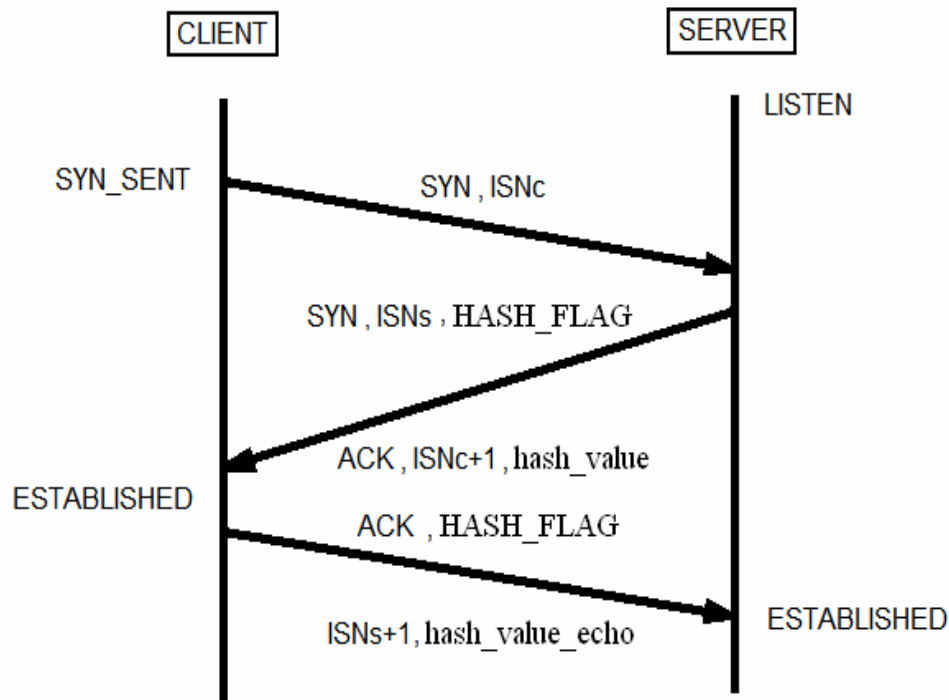 CLIENT
SERVER
LISTEN
SYN_SENT
SYN , ISNc
SYN , ISNs , HASH_FLAG
ACK , ISNc+1 , hash_value
ESTABLISHED
ACK , HASH_FLAG
ISNs+1, hash_value_echo
ESTABLISHED